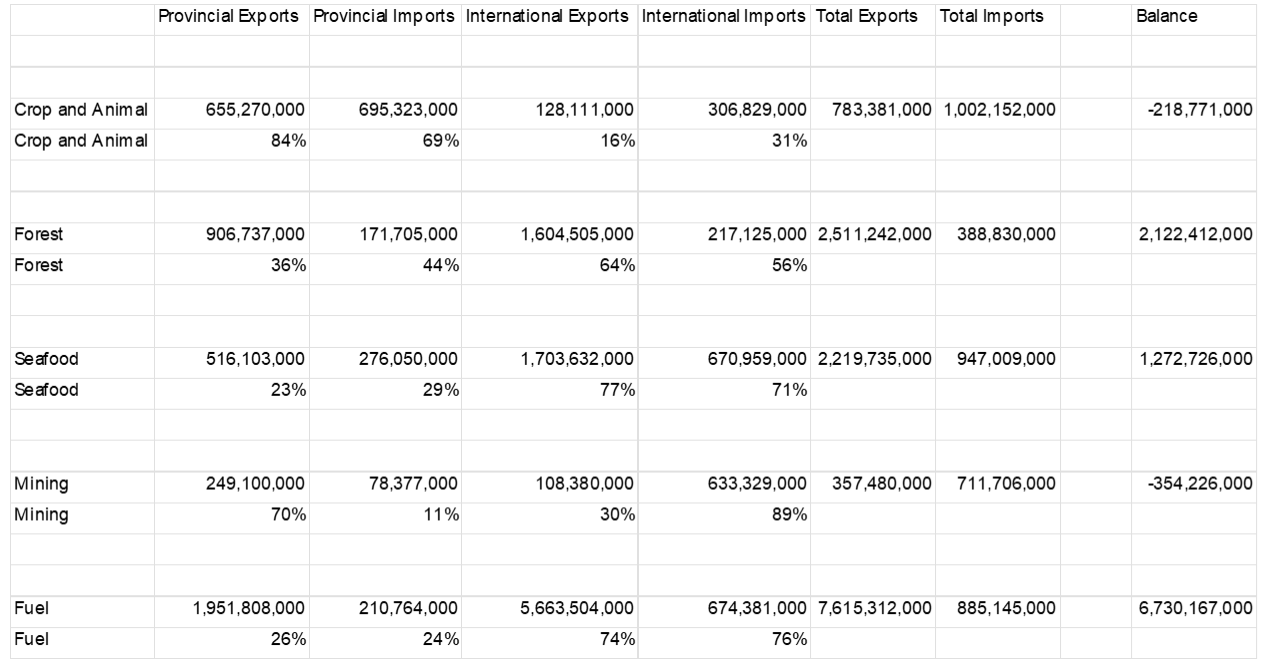 Provincial Exports Provincial Imports International Exports International Imports Total Exports Total Imports Balance
Crop and Animal 655,270,000 695,323,000 128,111,000 306,829,000 783,381,000 1,002,152,000 -218,771,000
Crop and Animal 84% 69% 16% 31%
Forest 906,737,000 171,705,000 1,604,505,000 217,125,000 2,511,242,000 388,830,000 2,122,412,000
Forest 36% 44% 64% 56%
Seafood 516,103,000 276,050,000 1,703,632,000 670,959,000 2,219,735,000 947,009,000 1,272,726,000
Seafood 23% 29% 77% 71%
Mining 249,100,000 78,377,000 108,380,000 633,329,000 357,480,000 711,706,000 -354,226,000
Mining 70% 11% 30% 89%
Fuel 1,951,808,000 210,764,000 5,663,504,000 674,381,000 7,615,312,000 885,145,000 6,730,167,000
Fuel 26% 24% 74% 76%